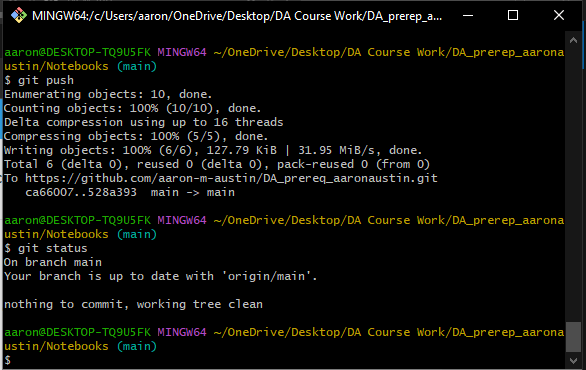 MINGW64:/c/Users/aaron/OneDrive/Desktop/DA Course Work/DA_prerep_a...
aaron@DESKTOP-TQ9U5FK MINGW64 ~/OneDrive/Desktop/DA Course Work/DA_prerep_aarona
ustin/Notebooks (main)
$ git push
Enumerating objects: 10, done.
Counting objects: 100% (10/10), done.
Delta compression using up to 16 threads
Compressing objects: 100% (5/5), done.
Writing objects: 100% (6/6), 127.79 KiB | 31.95 MiB/s, done.
Total 6 (delta 0), reused 0 (delta 0), pack-reused 0 (from 0)
To https://github.com/aaron-m-austin/DA_prereq_aaronaustin.git
   ca66007..528a393  main -> main
aaron@DESKTOP-TQ9U5FK MINGW64 ~/OneDrive/Desktop/DA Course Work/DA_prerep_aarona
ustin/Notebooks (main)
$ git status
On branch main
Your branch is up to date with 'origin/main'.
nothing to commit, working tree clean
aaron@DESKTOP-TQ9U5FK MINGW64 ~/OneDrive/Desktop/DA Course Work/DA_prerep_aarona
ustin/Notebooks (main)
$